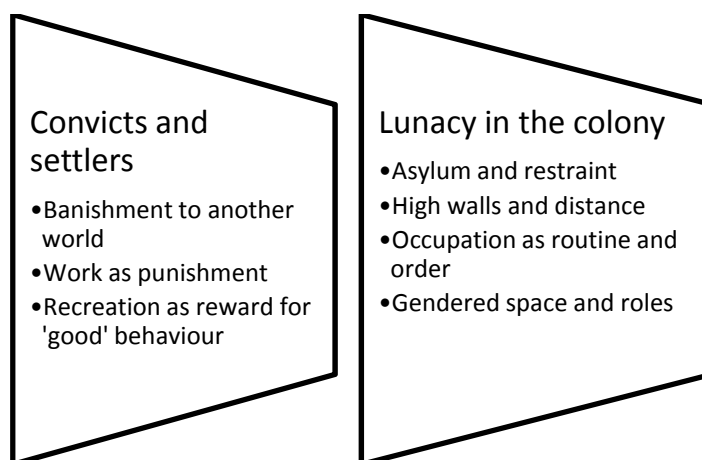 Convicts and
settlers
•Banishment to another
world
•Work as punishment
•Recreation as reward for
'good' behaviour
Lunacy in the colony
•Asylum and restraint
•High walls and distance
•Occupation as routine and
order
•Gendered space and roles